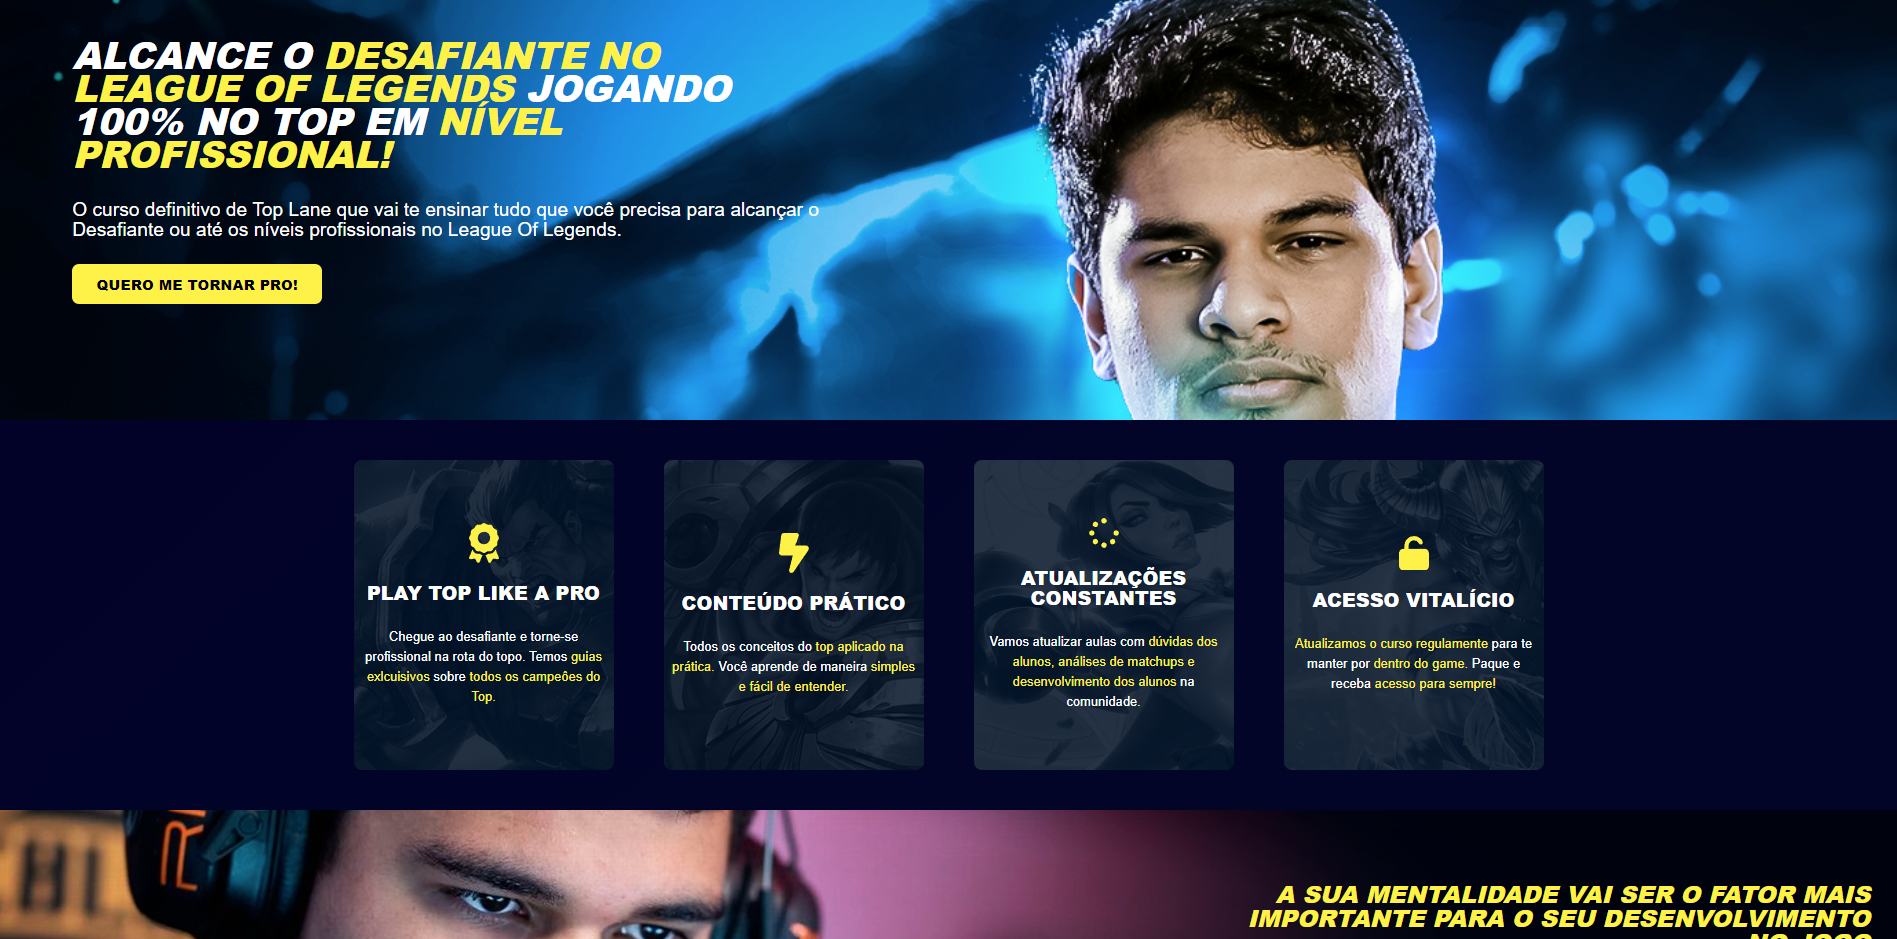 ALCANCE O DESAFIANTE NO
LEAGUE OF LEGENDS JOGANDO
100% NO TOP EM NÍVEL
PROFISSIONAL!
O curso definitivo de Top Lane que vai te ensinar tudo que você precisa para alcançar o
Desafiante ou até os níveis profissionais no League Of Legends.
QUERO ME TORNAR PRO!
PLAY TOP LIKE A PRO
Chegue ao desafiante e torne-se
profissional na rota do topo. Temos guias
exlcuisivos sobre todos os campeões do
Top.
CONTEÚDO PRÁTICO
Todos os conceitos do top aplicado na
prática. Você aprende de maneira simples
e fácil de entender.
ATUALIZAÇÕES
CONSTANTES
Vamos atualizar aulas com dúvidas dos
alunos, análises de matchups e
desenvolvimento dos alunos na
comunidade.
ACESSO VITALÍCIO
Atualizamos o curso regulamente para te
manter por dentro do game. Paque e
receba acesso para sempre!
A SUA MENTALIDADE VAI SER O FATOR MAIS
IMPORTANTE PARA O SEU DESENVOLVIMENTO
NO JOGO